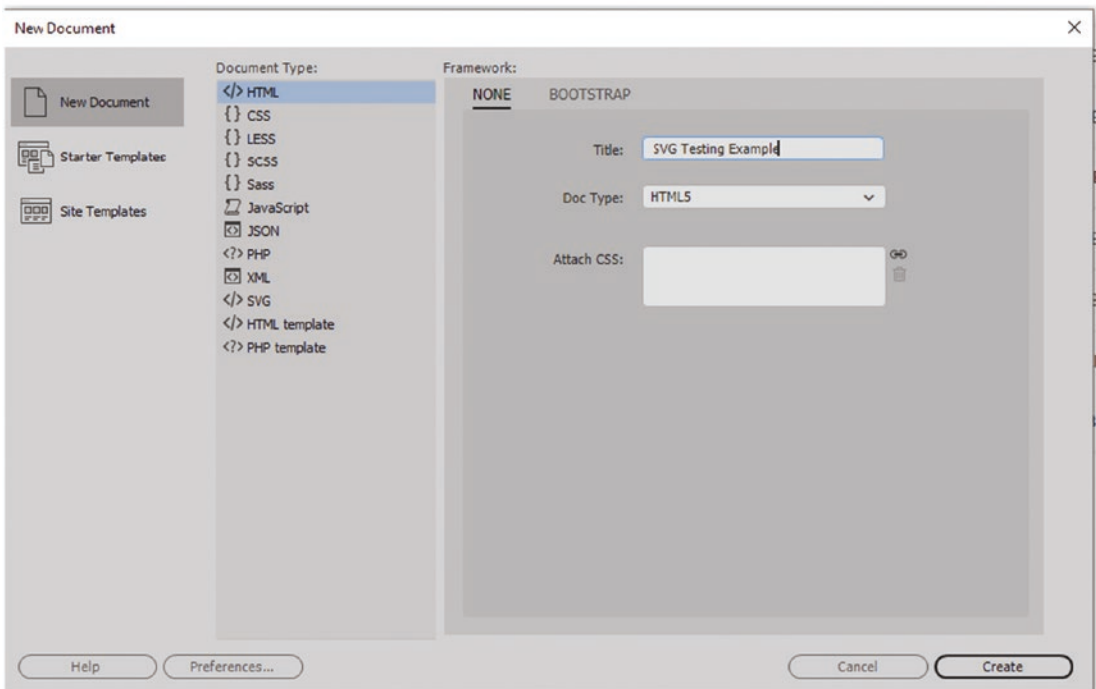 New Document
New Document
Starter Templates
Site Templates
Document Type:
</> HTML
{} CSS
{} LESS
{} SCSS
{} Sass
JavaScript
JSON
<?> PHP
XML
</> SVG
</> HTML template
<?> PHP template
Framework:
NONE BOOTSTRAP
Title: SVG Testing Example
Doc Type: HTML5
Attach CSS:
Help Preferences... Cancel Create